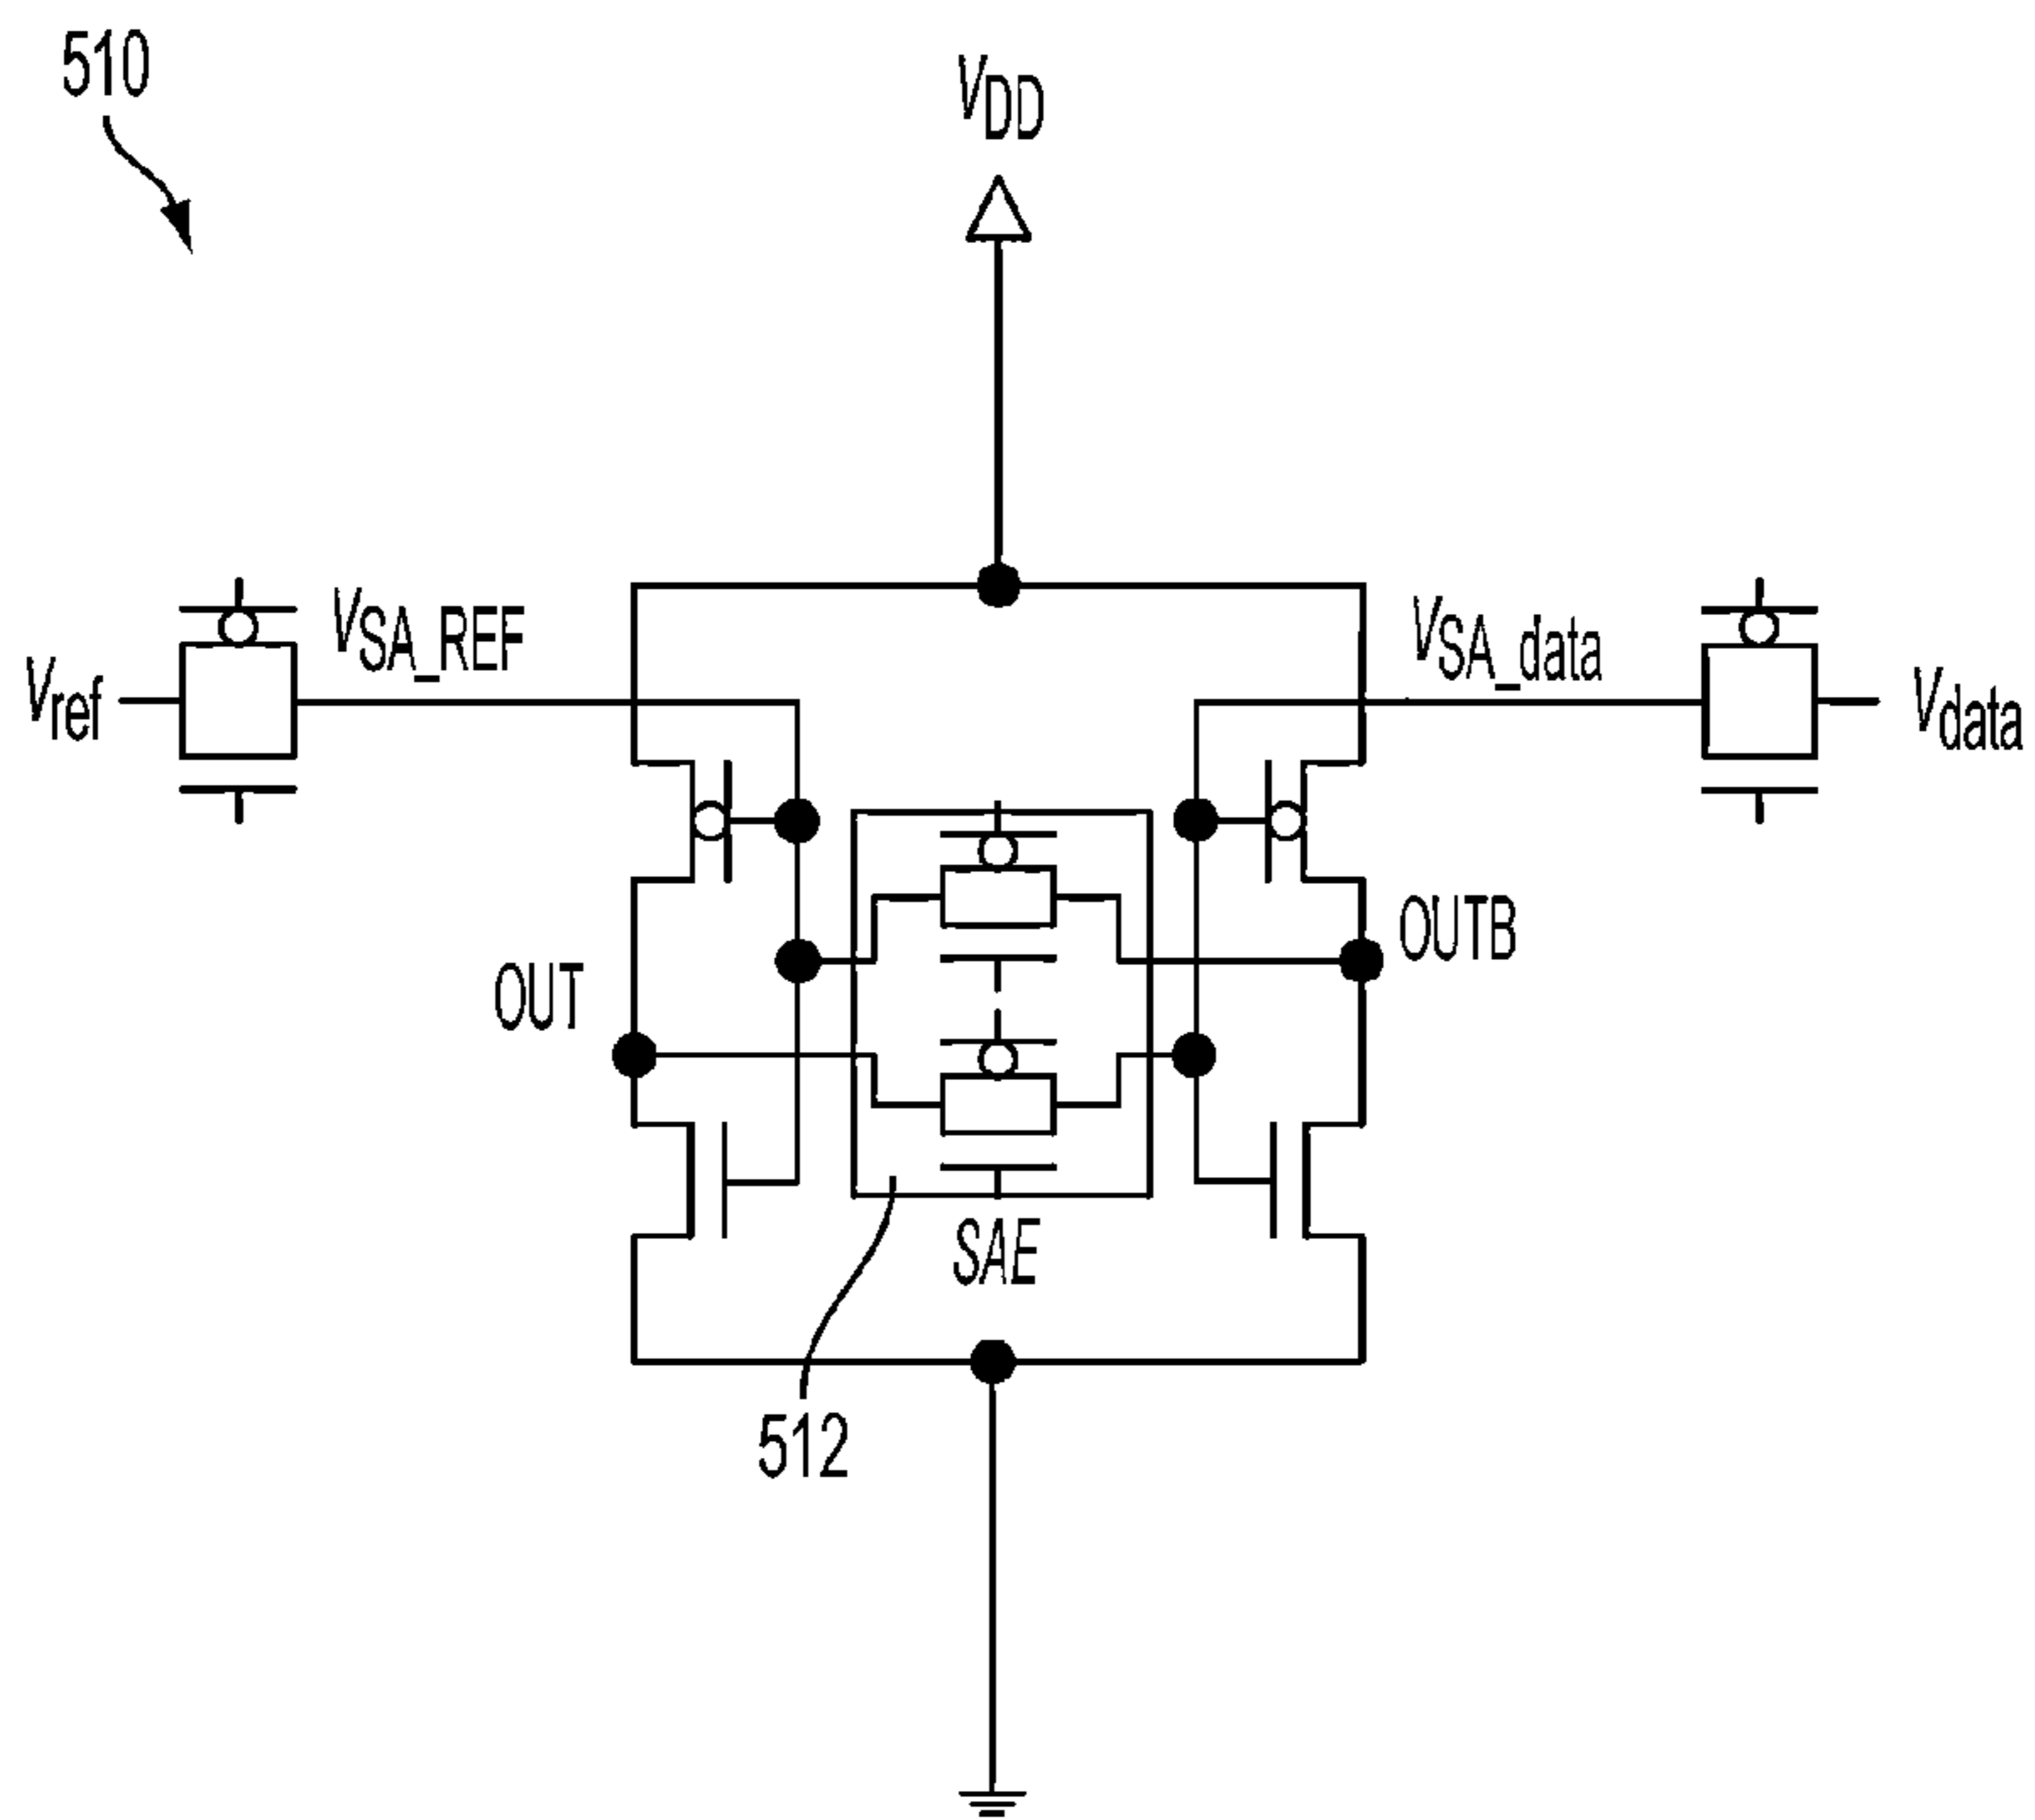 510
VDD
VSA_REF
VSA_data
Vref
Vdata
OUTB
OUT
SAE
512